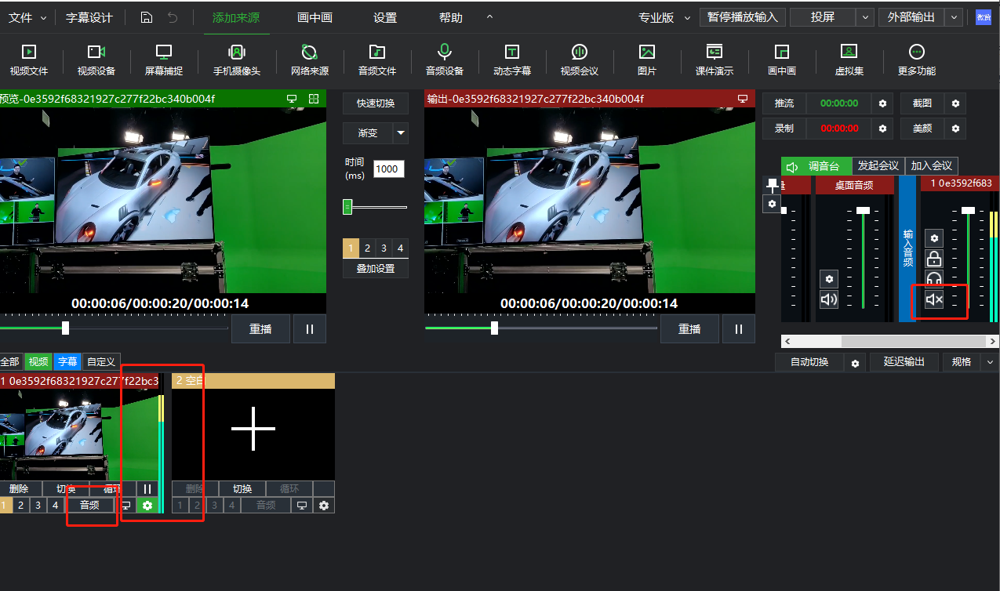 文件 字幕设计 添加来源 画中画 设置 帮助 专业版 暂停播放输入 投屏 外部输出
视频文件 视频设备 屏幕捕捉 手机摄像头 网络来源 音频文件 音频设备 动态字幕 视频会议 图片 课件演示 画中画 虚拟集 更多功能
预览-0e3592f68321927c277f22bc340b004f
快速切换
输出-0e3592f68321927c277f22bc340b004f
推流 00:00:00 截图
录制 00:00:00 美颜
渐变
时间
(ms)
1000
调音台 发起会议 加入会议
桌面音频
1 0e3592f683
输入音频
1 2 3 4
叠加设置
00:00:06/00:00:20/00:00:14
00:00:06/00:00:20/00:00:14
重播
重播
自动切换 延迟输出 规格
全部 视频 字幕 自定义
1 0e3592f68321927c277f22bc3
2 空白
删除 切换 循环
删除 切换 循环
1 2 3 4 音频
1 2 3 4 音频